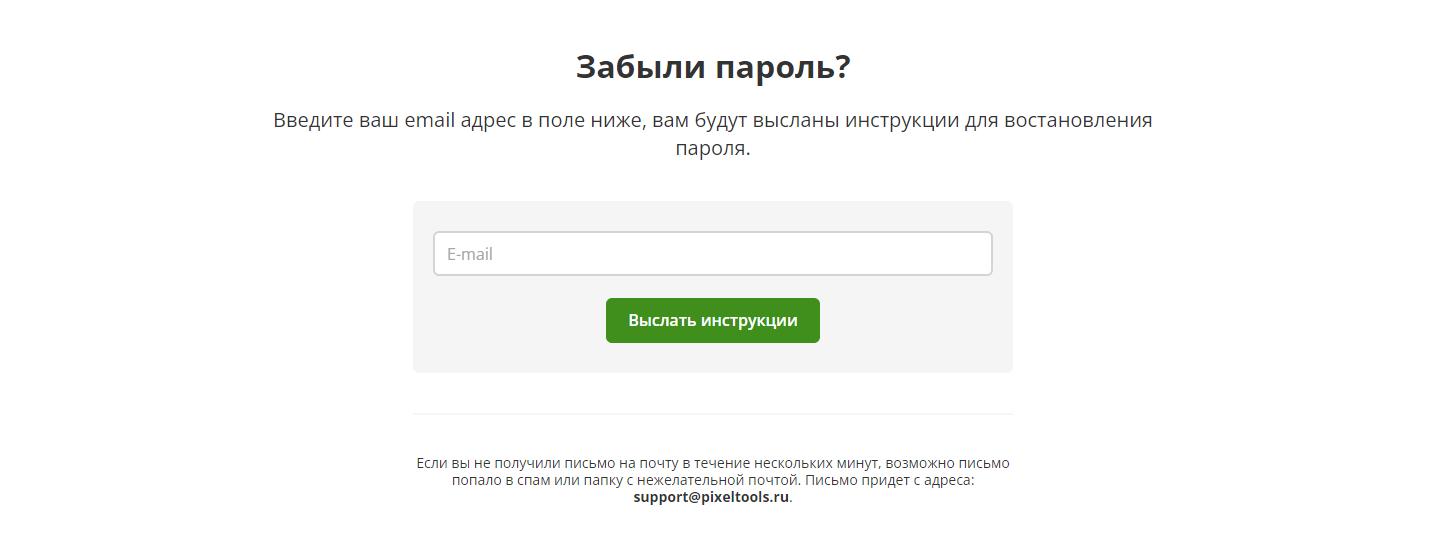 Забыли пароль?
Введите ваш email адрес в поле ниже, вам будут высланы инструкции для востановления
пароля.
E-mail
Выслать инструкции
Если вы не получили письмо на почту в течение нескольких минут, возможно письмо
попало в спам или папку с нежелательной почтой. Письмо придет с адреса:
support@pixeltools.ru.